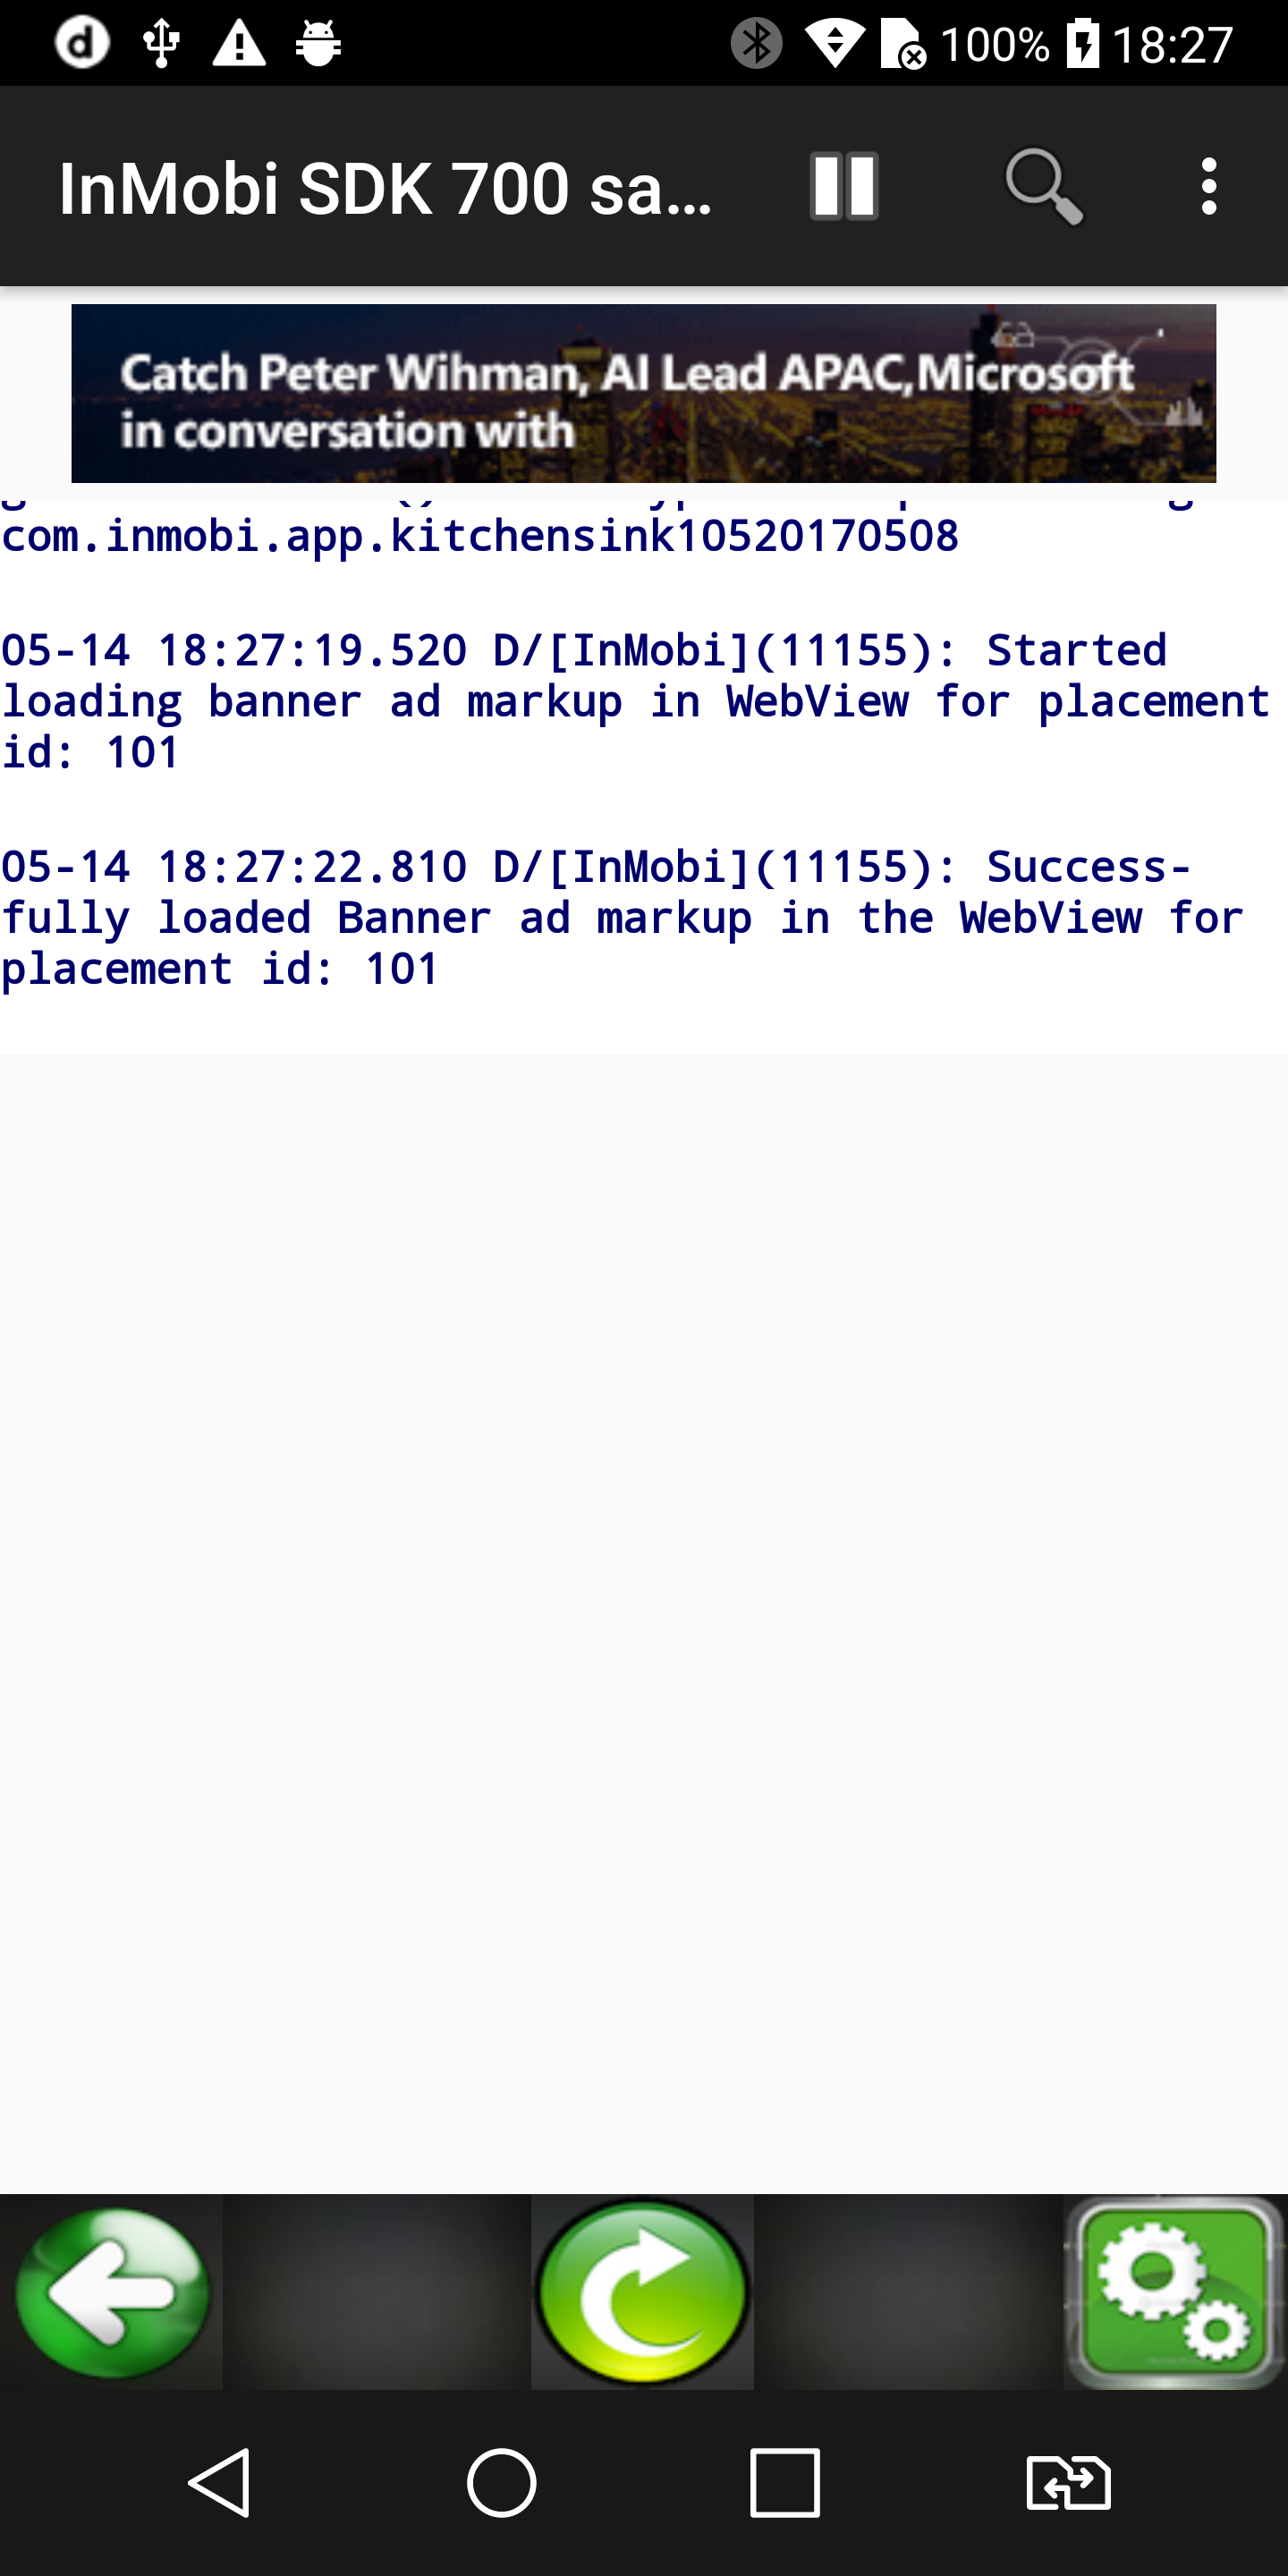 100% 18:27
InMobi SDK 700 sa...
Catch Peter Wihman, AI Lead APAC,Microsoft
in conversation with
com.inmobi.app.kitchensink10520170508
05-14 18:27:19.520 D/[InMobi](11155): Started
loading banner ad markup in WebView for placement
id: 101
05-14 18:27:22.810 D/[InMobi](11155): Success-
fully loaded Banner ad markup in the WebView for
placement id: 101